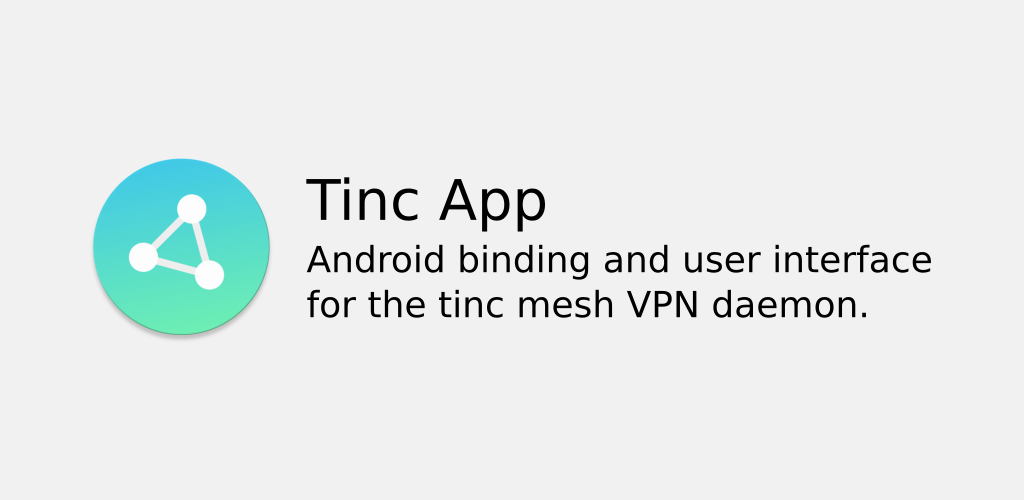 Tinc App
Android binding and user interface
for the tinc mesh VPN daemon.